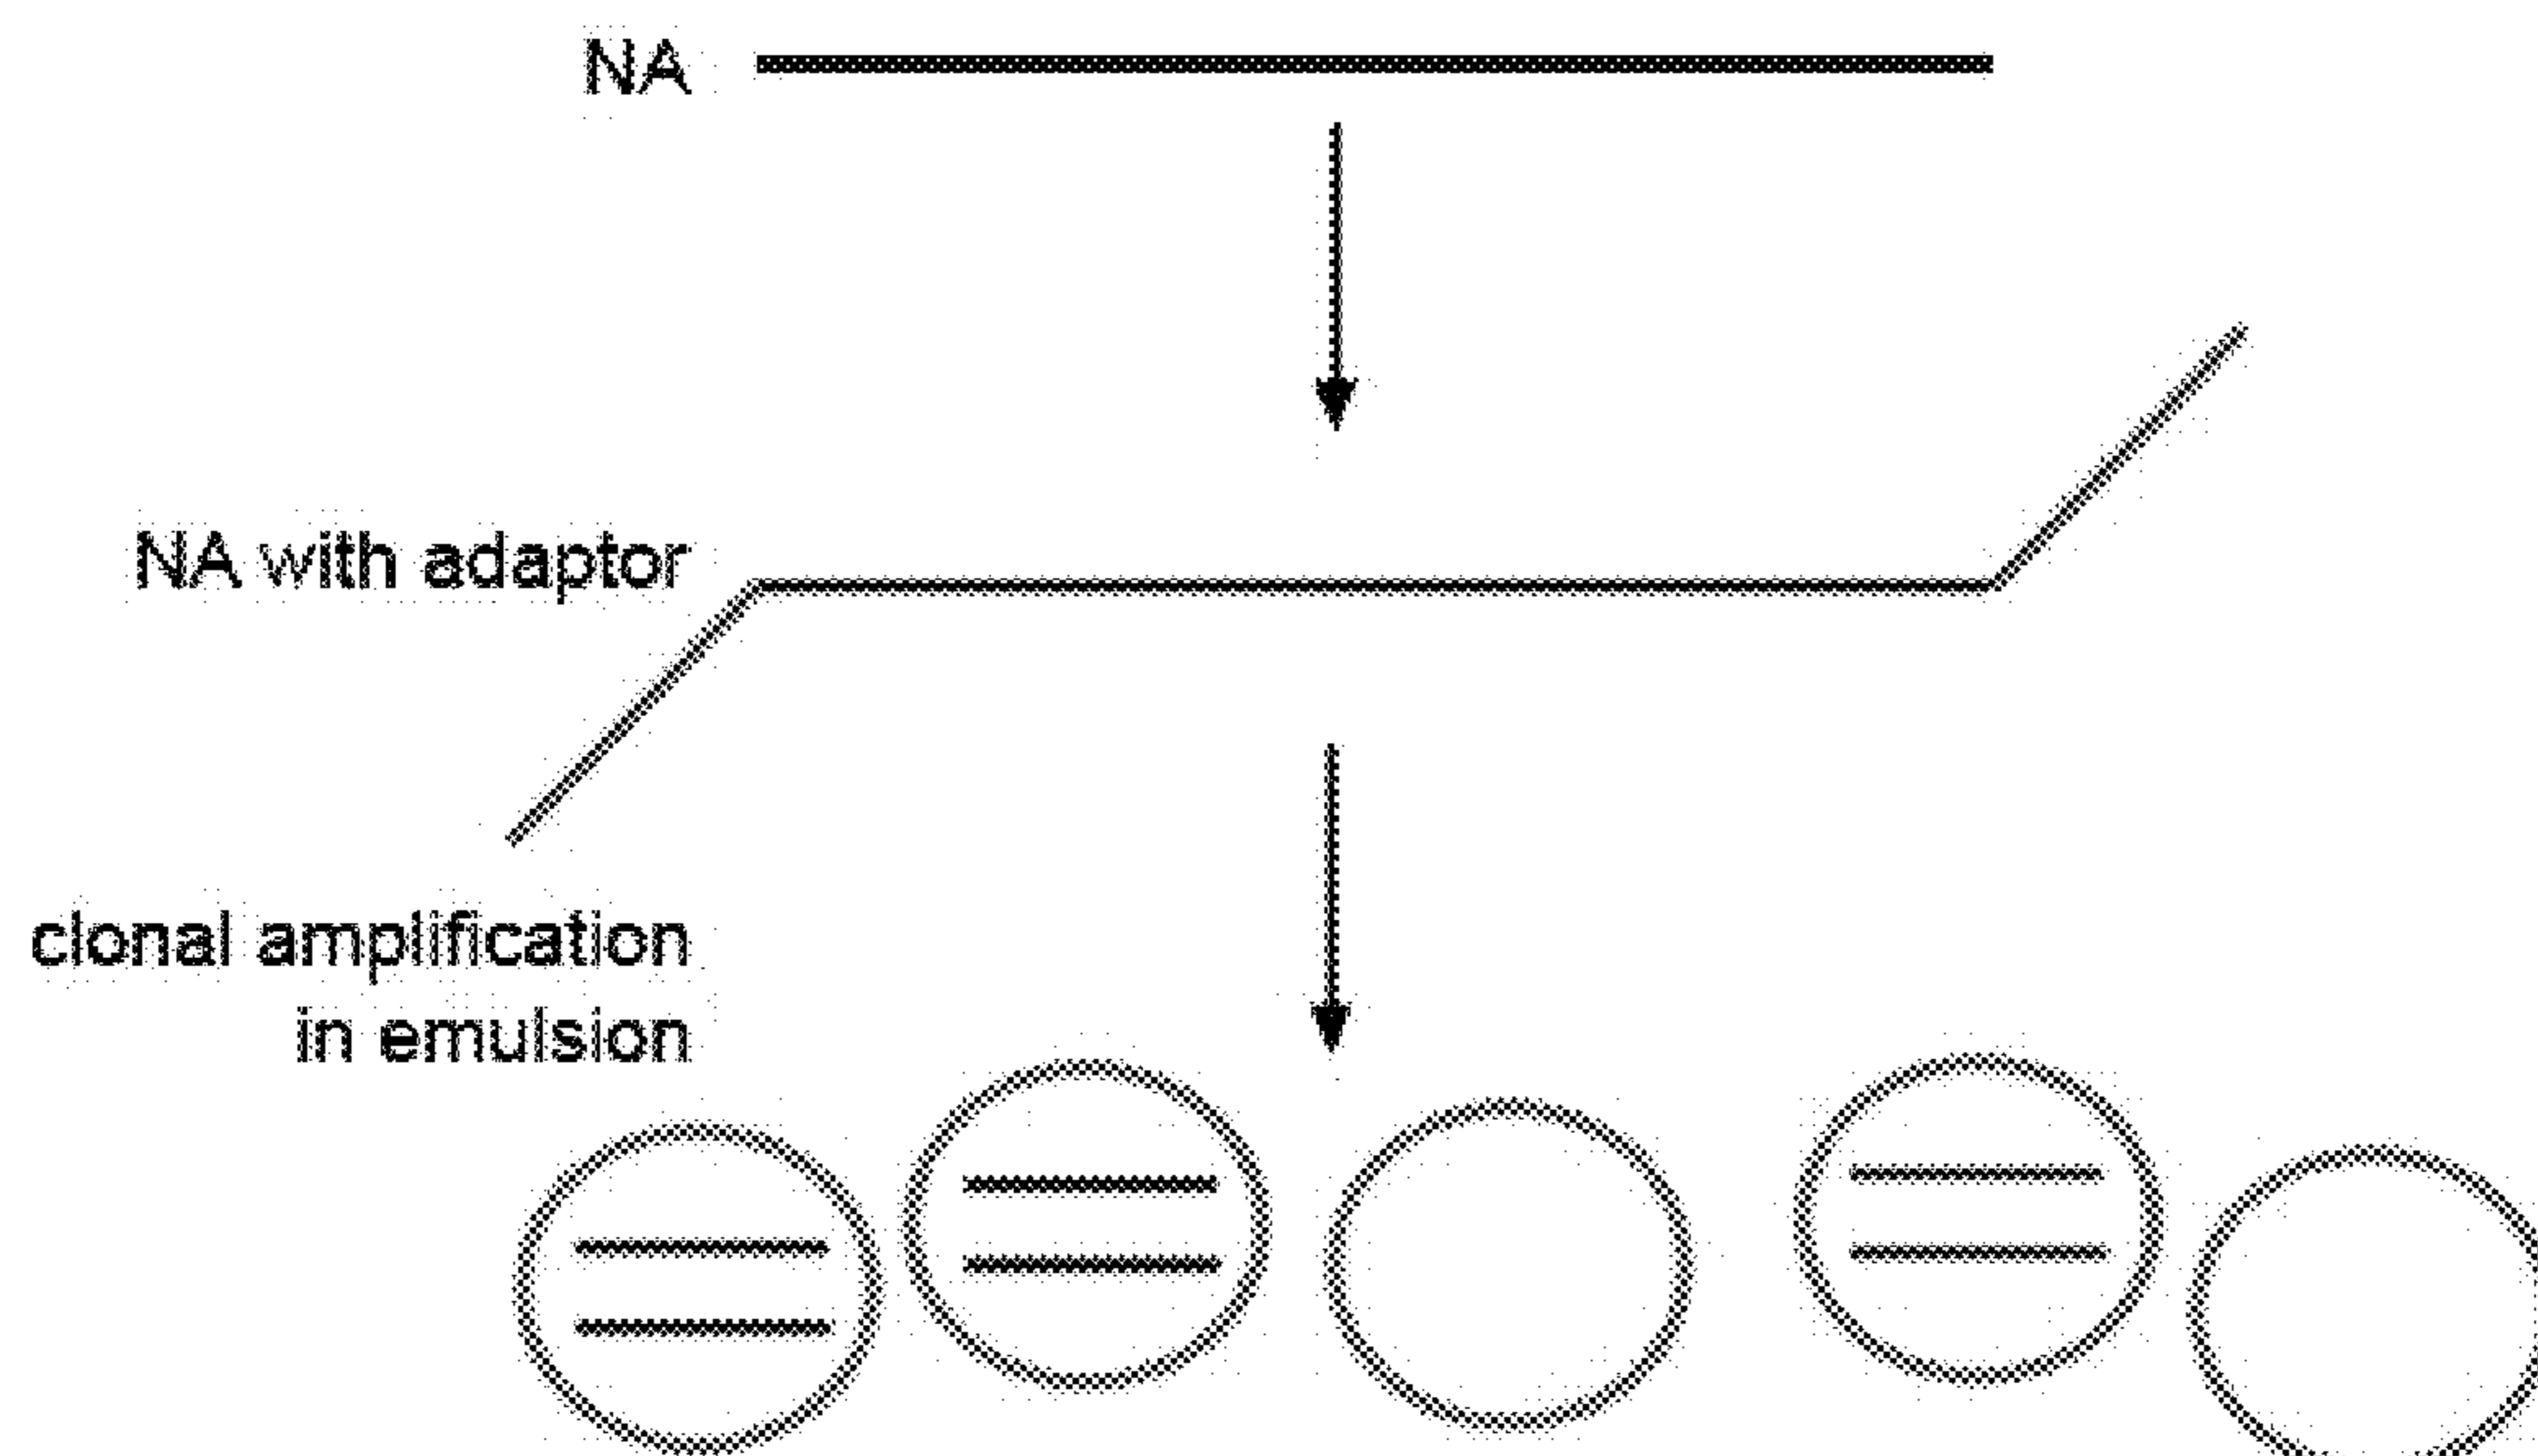 NA
NA with adaptor
clonal amplification
in emulsion